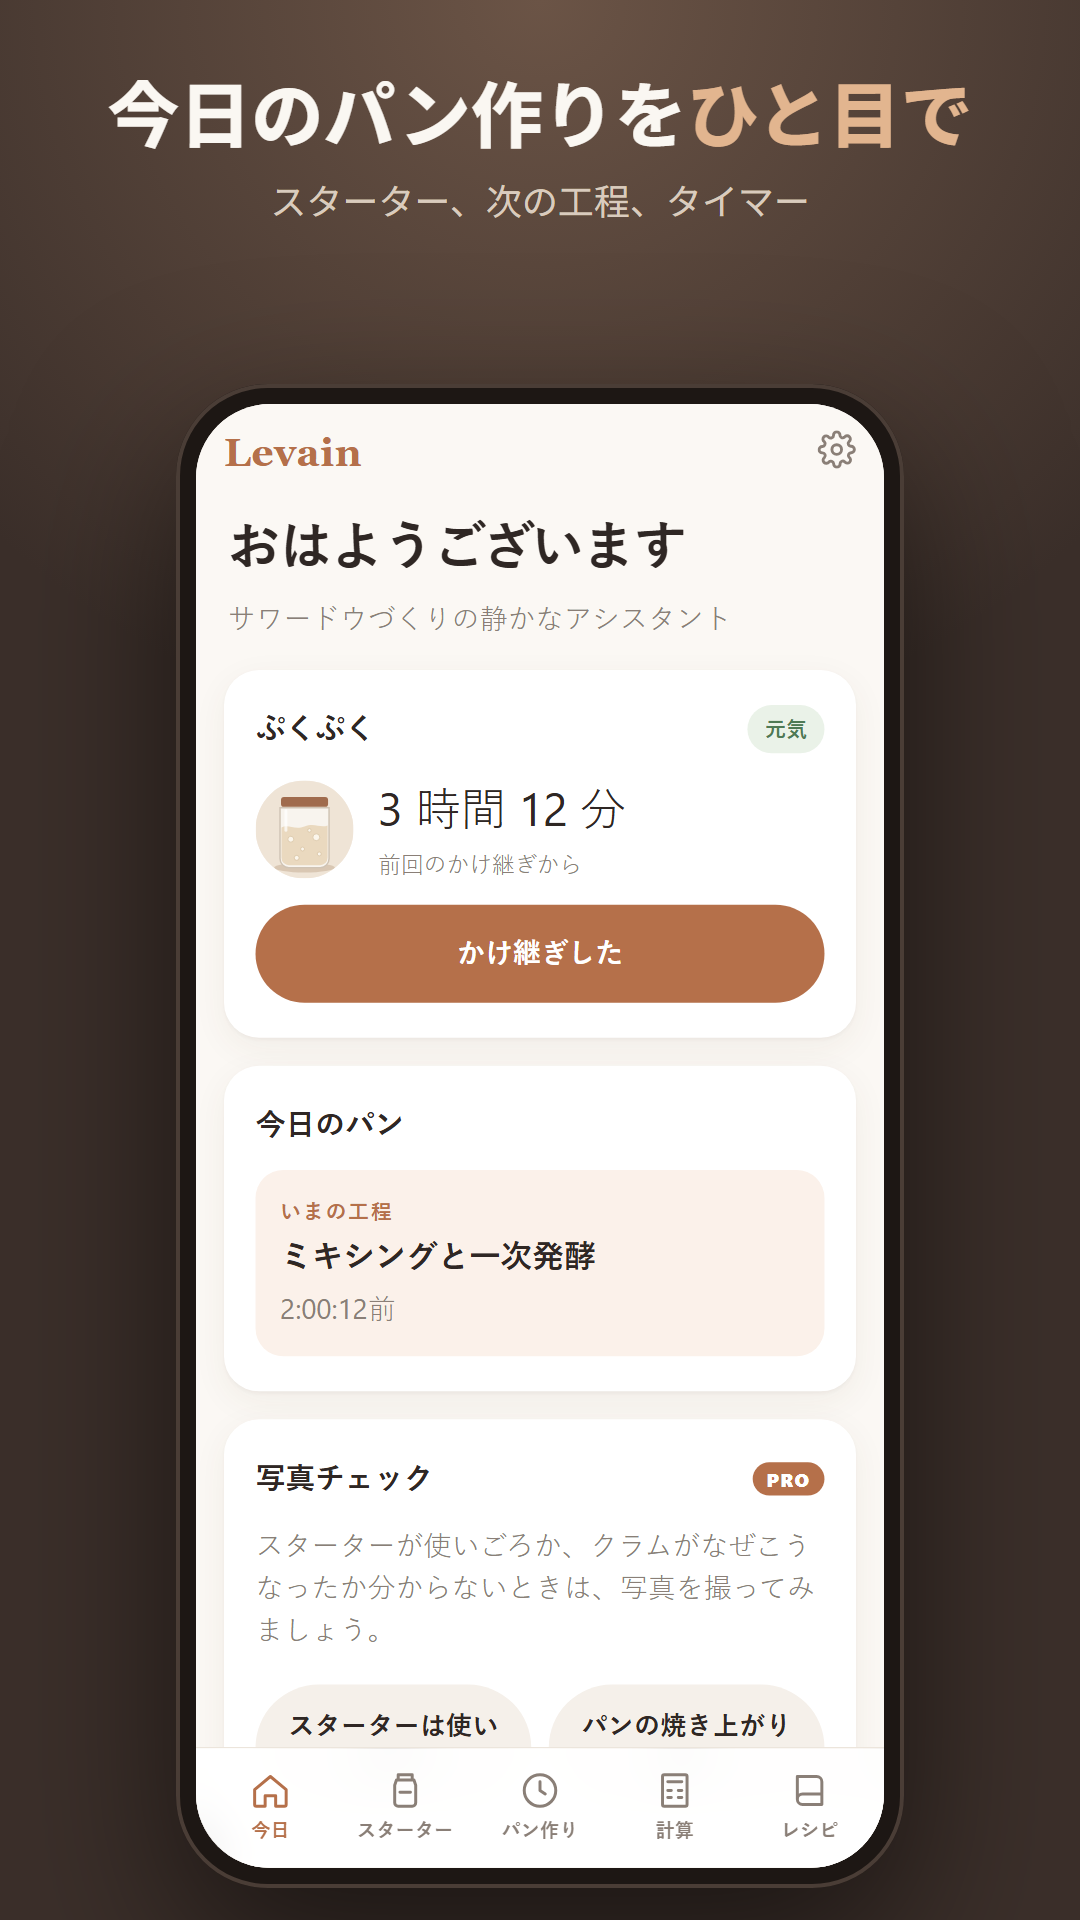 今日のパン作りをひと目で
スターター、次の工程、タイマー
Levain
おはようございます
サワードウづくりの静かなアシスタント
ぷくぷく
元気
3 時間 12 分
前回のかけ継ぎから
かけ継ぎした
今日のパン
いまの工程
ミキシングと一次発酵
2:00:12前
写真チェック
PRO
スターターが使いごろか、クラムがなぜこう
なったか分からないときは、写真を撮ってみ
ましょう。
スターターは使い
パンの焼き上がり
今日
スターター
パン作り
計算
レシピ